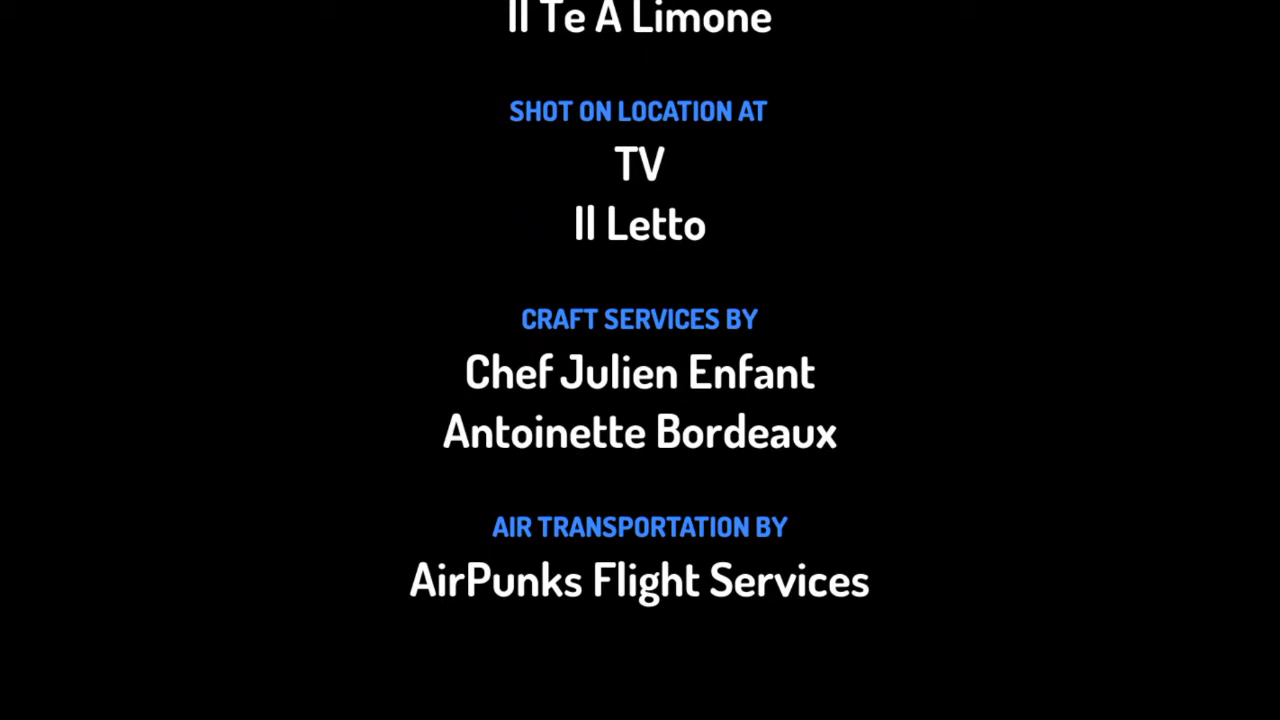 Il Te A Limone
SHOT ON LOCATION AT
TV
Il Letto
CRAFT SERVICES BY
Chef Julien Enfant
Antoinette Bordeaux
AIR TRANSPORTATION BY
AirPunks Flight Services